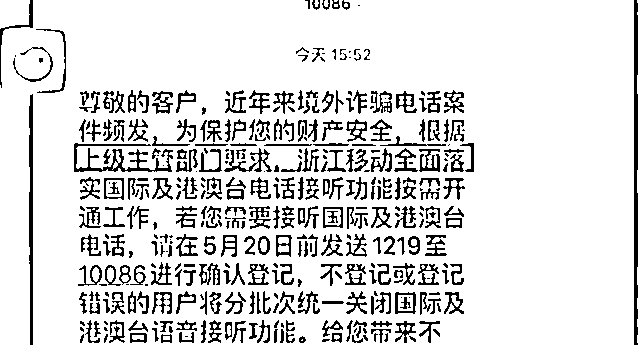 10086
今天 15:52
尊敬的客户，近年来境外诈骗电话案
件频发，为保护您的财产安全，根据
上级主管部门要求，浙江移动全面落
实国际及港澳台电话接听功能按需开
通工作，若您需要接听国际及港澳台
电话，请在5月20日前发送1219至
10086进行确认登记，不登记或登记
错误的用户将分批次统一关闭国际及
港澳台语音接听功能。给您带来不